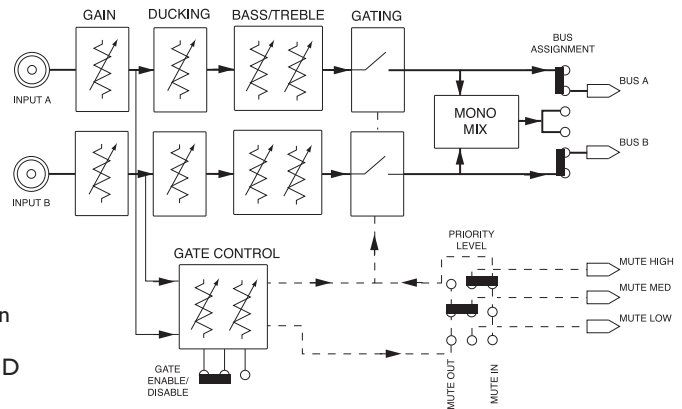 GAIN
DUCKING
BASS/TREBLE
GATING
BUS
ASSIGNMENT
INPUT A
BUS A
MONO
MIX
INPUT B
BUS B
GATE CONTROL
PRIORITY
LEVEL
MUTE HIGH
MUTE MED
MUTE LOW
n
D
GATE
ENABLE/
DISABLE
MUTE OUT
MUTE IN